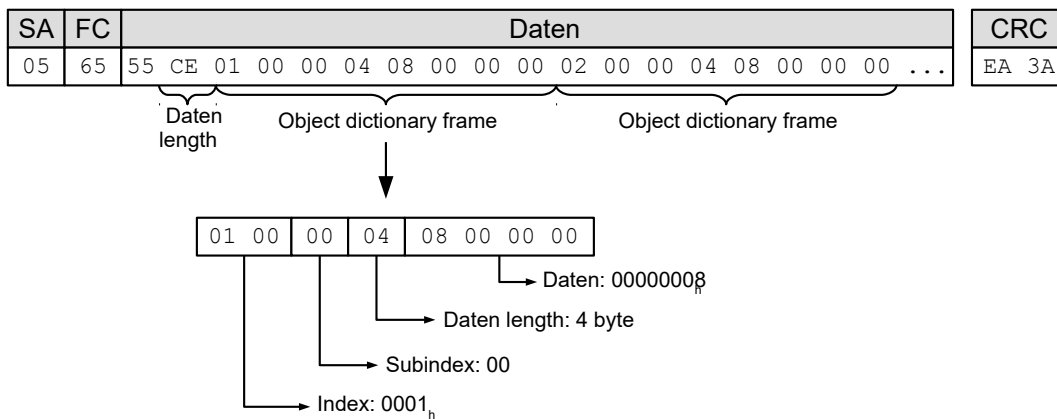 SA FC Daten CRC
05 65 55 CE 01 00 00 04 08 00 00 00 02 00 00 04 08 00 00 00 ... EA 3A
Daten length
Object dictionary frame
Object dictionary frame
01 00 00 04 08 00 00 00
Daten: 00000008h
Daten length: 4 byte
Subindex: 00
Index: 0001h